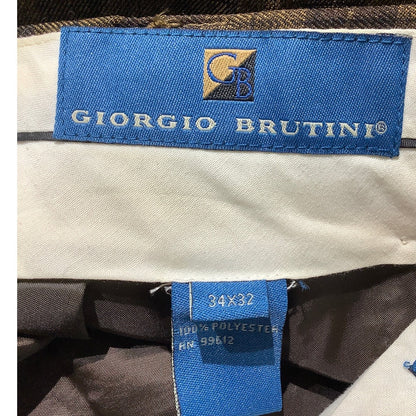 GB
GIORGIO BRUTINI®
34X32
100% POLYESTER
RN 99612